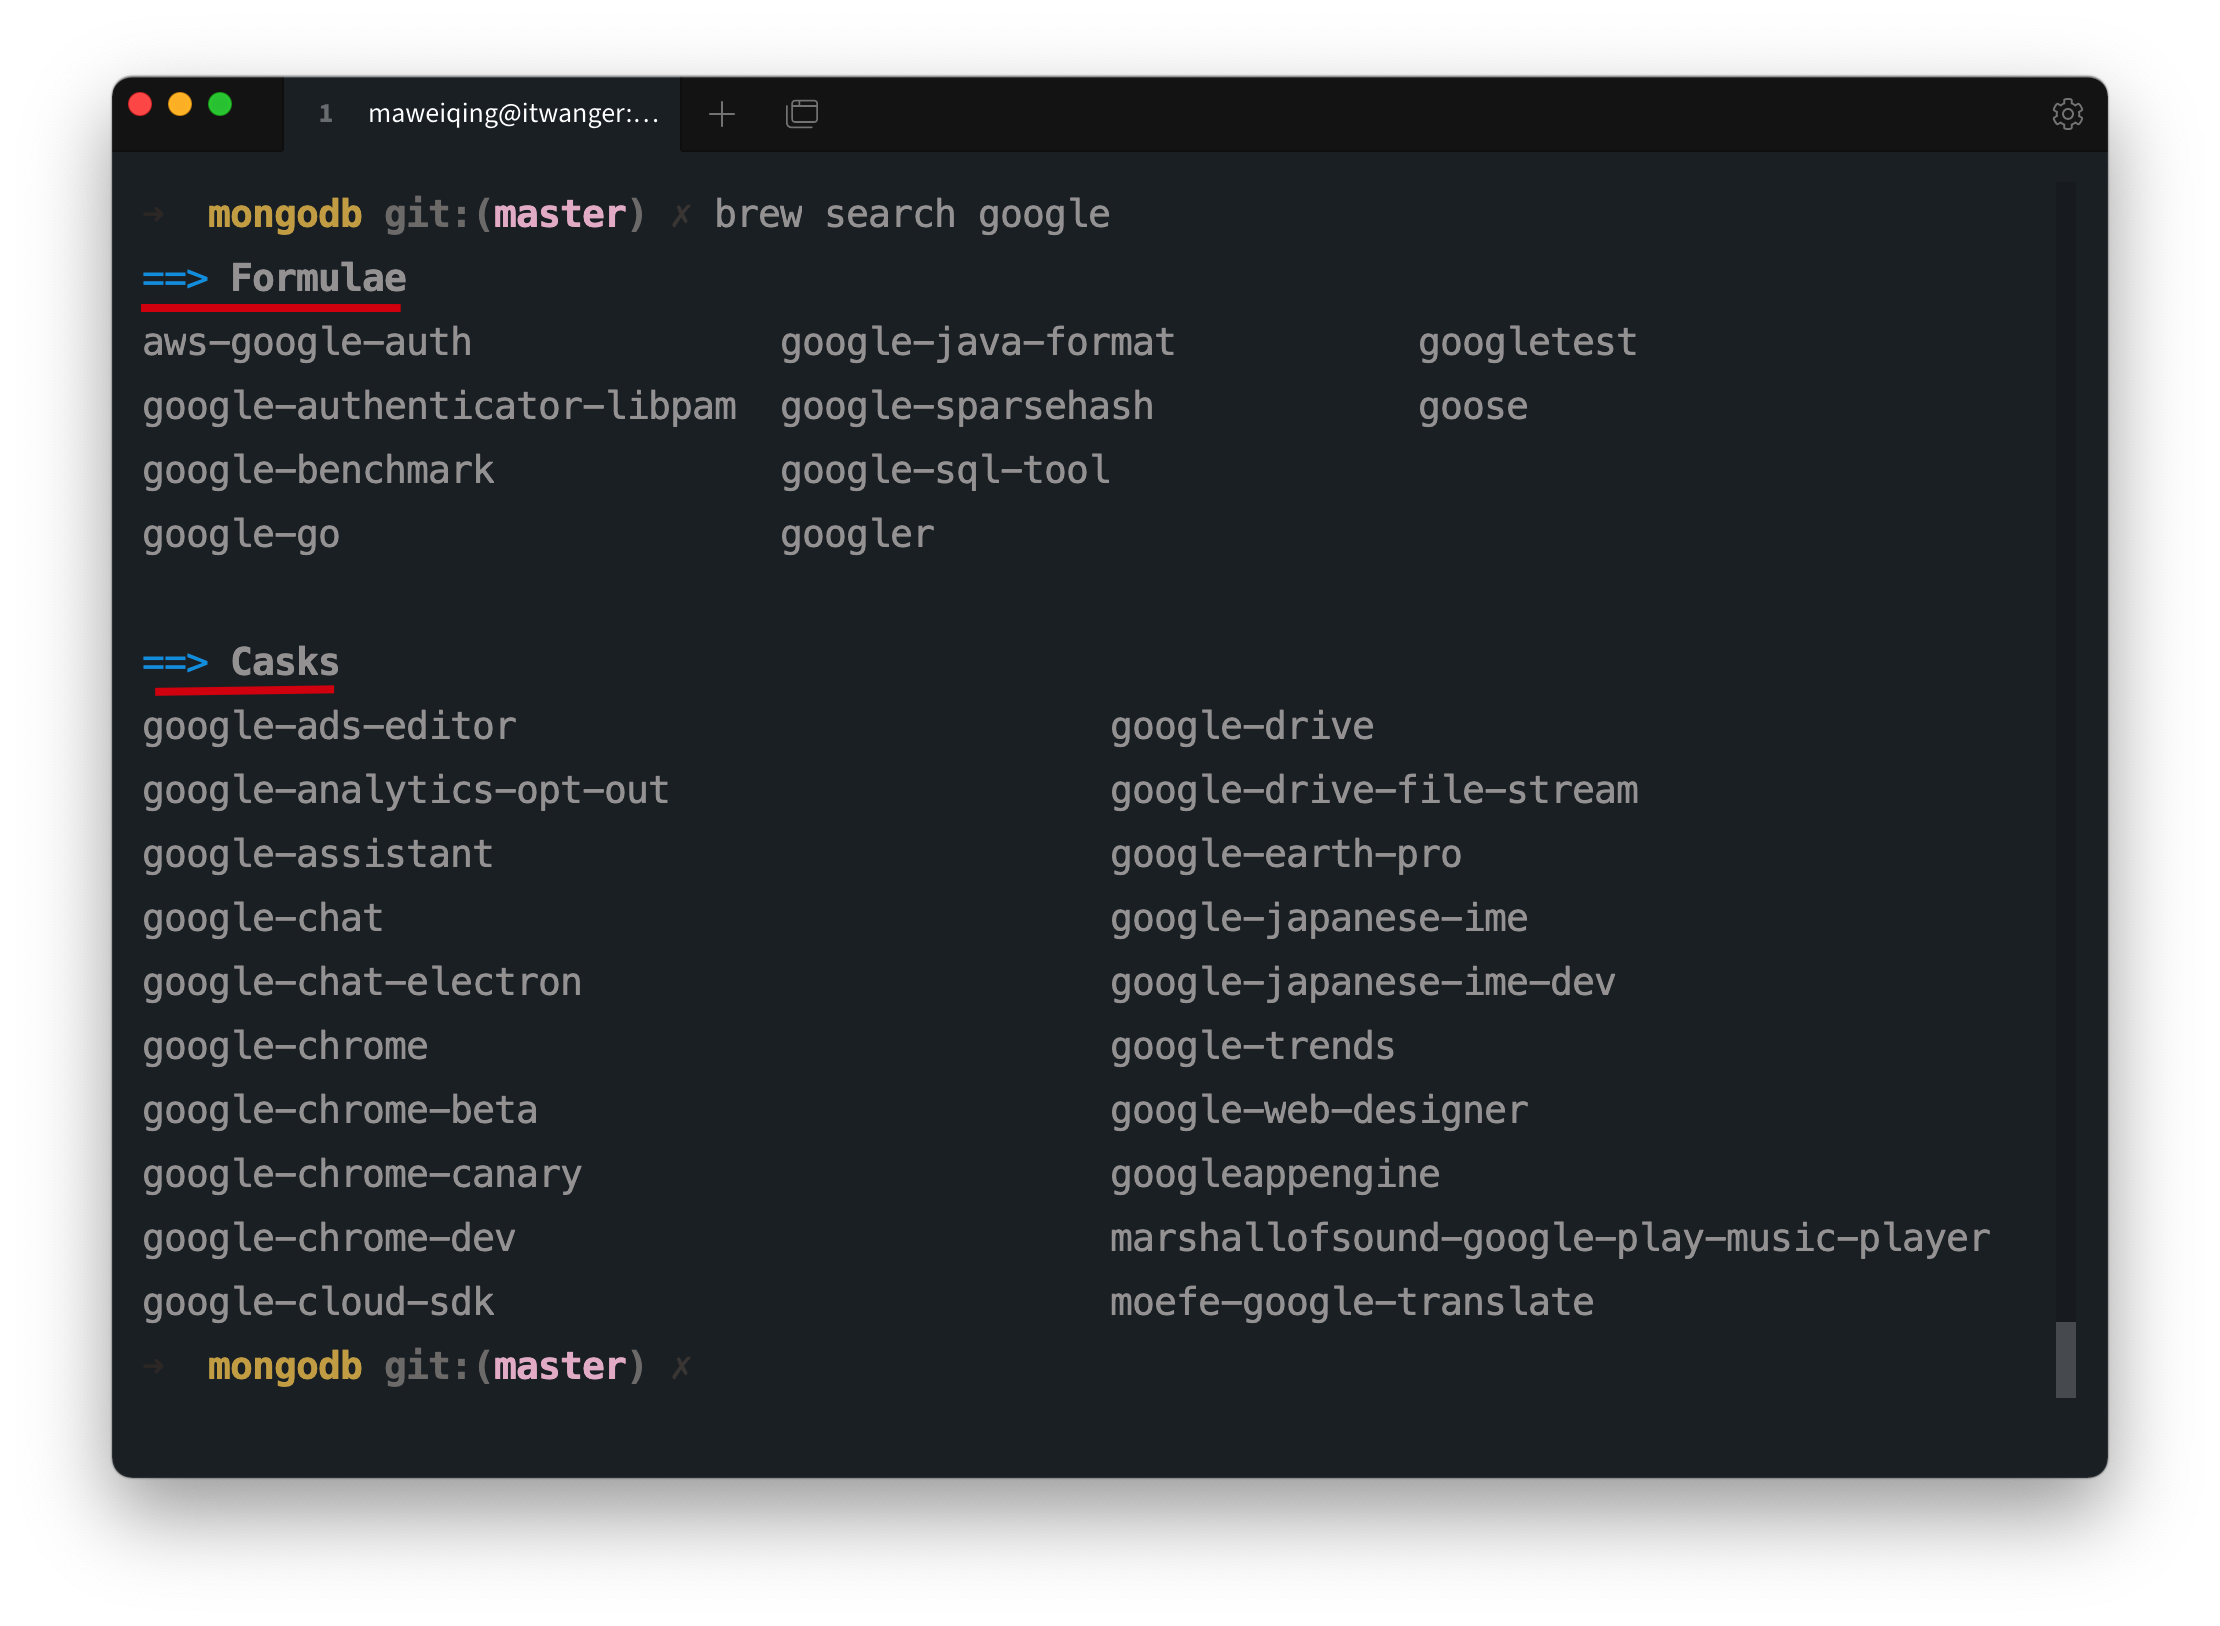 1 maweiqing@itwanger:...
➜ mongodb git:(master) ✗ brew search google
==> Formulae
aws-google-auth google-java-format googletest
google-authenticator-libpam google-sparsehash goose
google-benchmark google-sql-tool
google-go googler
==> Casks
google-ads-editor google-drive
google-analytics-opt-out google-drive-file-stream
google-assistant google-earth-pro
google-chat google-japanese-ime
google-chat-electron google-japanese-ime-dev
google-chrome google-trends
google-chrome-beta google-web-designer
google-chrome-canary googleappengine
google-chrome-dev marshallofsound-google-play-music-player
google-cloud-sdk moefe-google-translate
➜ mongodb git:(master) ✗